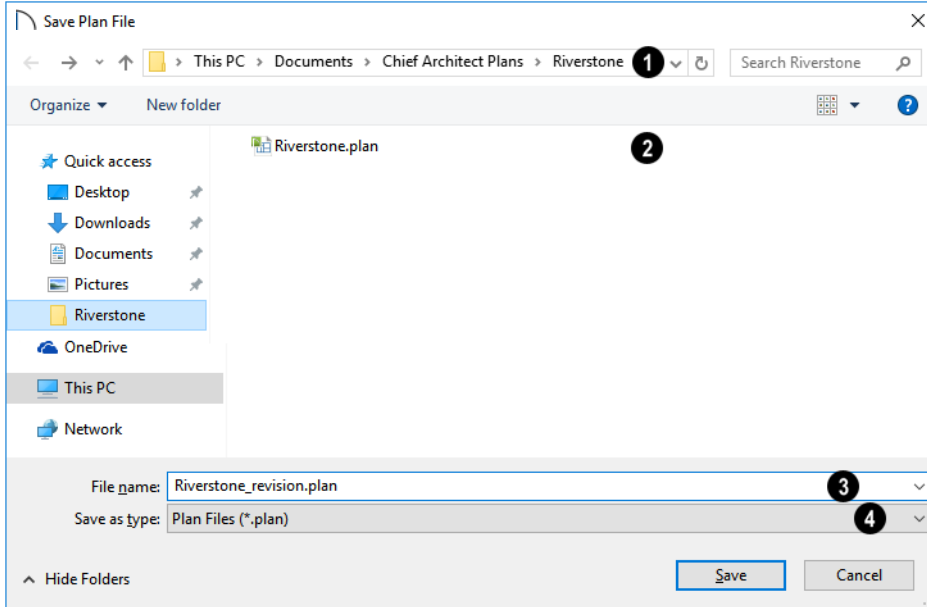 Save Plan File
This PC > Documents > Chief Architect Plans > Riverstone 1 Search Riverstone
Organize New folder ?
Quick access
Desktop
Downloads
Documents
Pictures
Riverstone
OneDrive
This PC
Network
Riverstone.plan 2
File name: Riverstone_revision.plan 3
Save as type: Plan Files (*.plan) 4
Hide Folders Save Cancel